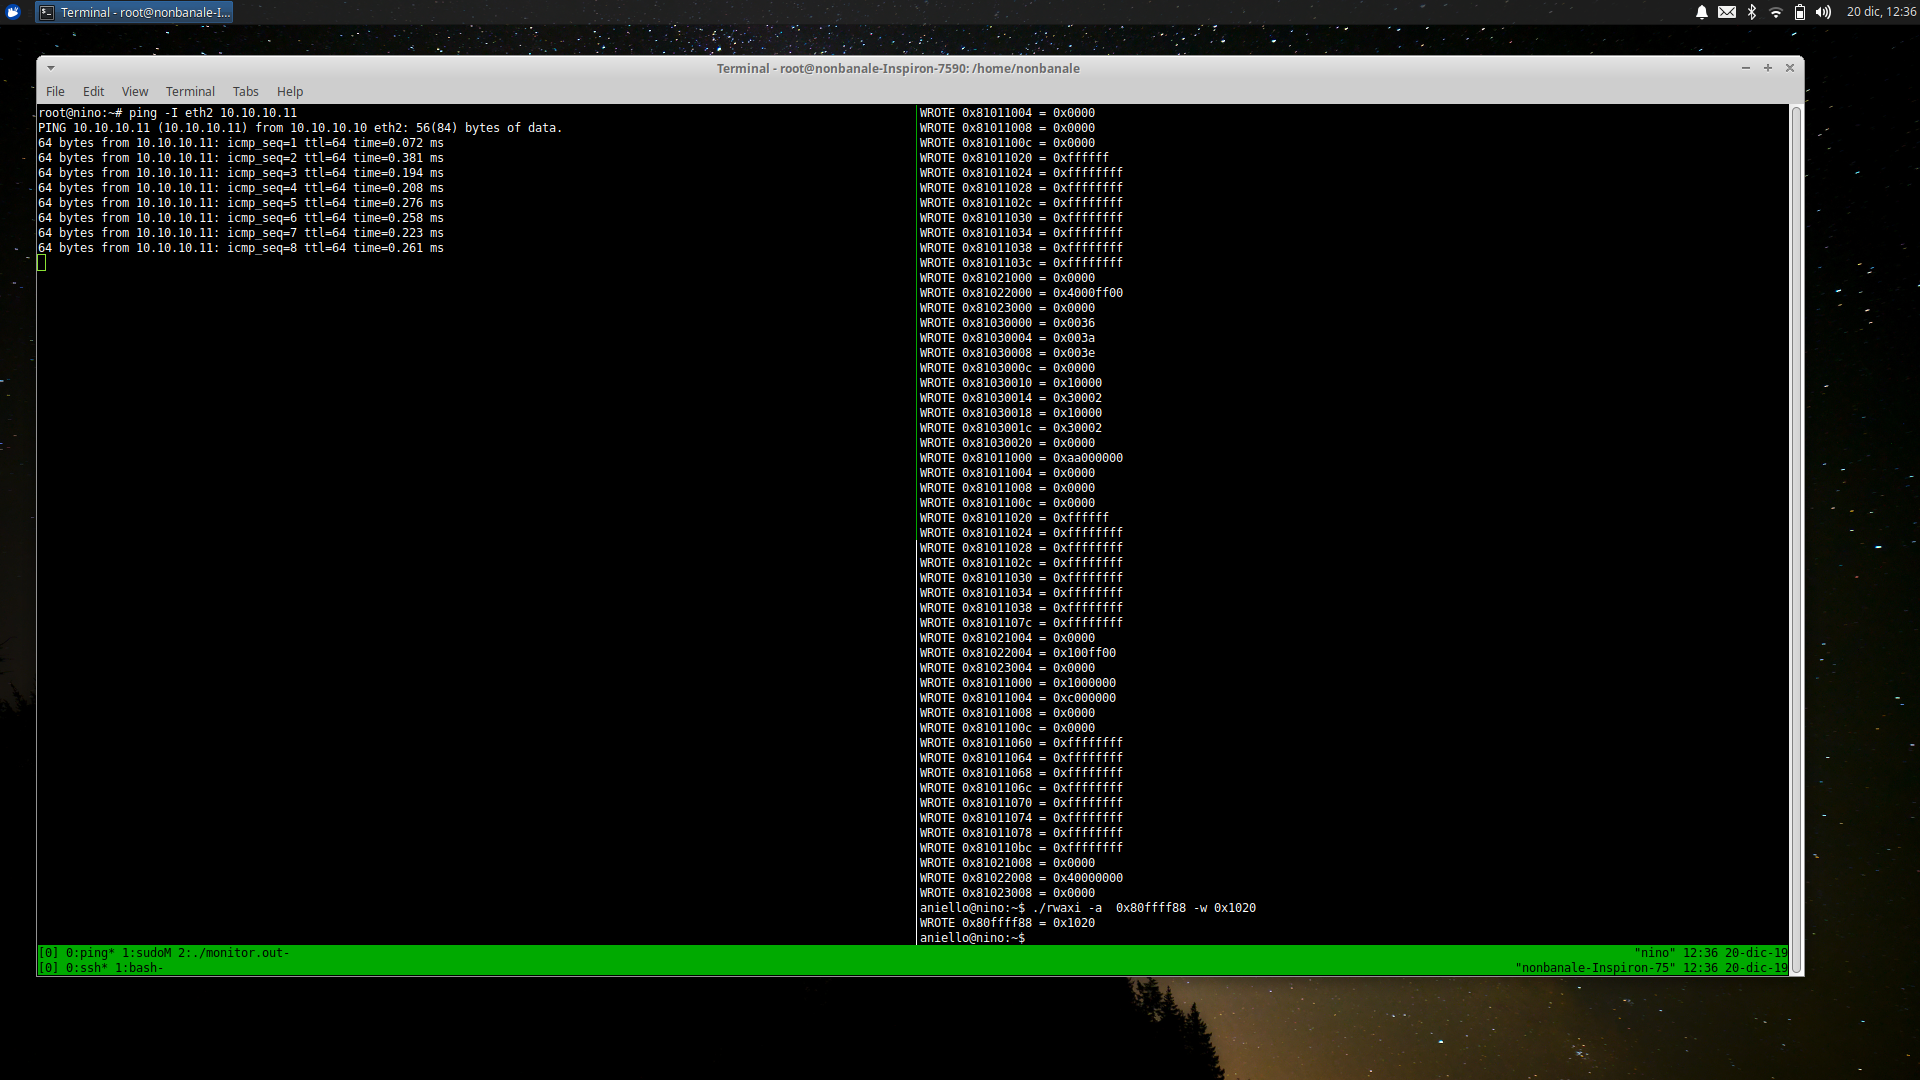 Terminal - root@nonbanale-I...
20 dic, 12:36
Terminal - root@nonbanale-Inspiron-7590: /home/nonbanale
File Edit View Terminal Tabs Help
root@nino:~# ping -I eth2 10.10.10.11
PING 10.10.10.11 (10.10.10.11) from 10.10.10.10 eth2: 56(84) bytes of data.
64 bytes from 10.10.10.11: icmp_seq=1 ttl=64 time=0.072 ms
64 bytes from 10.10.10.11: icmp_seq=2 ttl=64 time=0.381 ms
64 bytes from 10.10.10.11: icmp_seq=3 ttl=64 time=0.194 ms
64 bytes from 10.10.10.11: icmp_seq=4 ttl=64 time=0.208 ms
64 bytes from 10.10.10.11: icmp_seq=5 ttl=64 time=0.276 ms
64 bytes from 10.10.10.11: icmp_seq=6 ttl=64 time=0.258 ms
64 bytes from 10.10.10.11: icmp_seq=7 ttl=64 time=0.223 ms
64 bytes from 10.10.10.11: icmp_seq=8 ttl=64 time=0.261 ms
WROTE 0x81011004 = 0x0000
WROTE 0x81011008 = 0x0000
WROTE 0x8101100c = 0x0000
WROTE 0x81011020 = 0xffffff
WROTE 0x81011024 = 0xffffffff
WROTE 0x81011028 = 0xffffffff
WROTE 0x8101102c = 0xffffffff
WROTE 0x81011030 = 0xffffffff
WROTE 0x81011034 = 0xffffffff
WROTE 0x81011038 = 0xffffffff
WROTE 0x8101103c = 0xffffffff
WROTE 0x81021000 = 0x0000
WROTE 0x81022000 = 0x4000ff00
WROTE 0x81023000 = 0x0000
WROTE 0x81030000 = 0x0036
WROTE 0x81030004 = 0x003a
WROTE 0x81030008 = 0x003e
WROTE 0x8103000c = 0x0000
WROTE 0x81030010 = 0x10000
WROTE 0x81030014 = 0x30002
WROTE 0x81030018 = 0x10000
WROTE 0x8103001c = 0x30002
WROTE 0x81030020 = 0x0000
WROTE 0x81011000 = 0xaa000000
WROTE 0x81011004 = 0x0000
WROTE 0x81011008 = 0x0000
WROTE 0x8101100c = 0x0000
WROTE 0x81011020 = 0xffffff
WROTE 0x81011024 = 0xffffffff
WROTE 0x81011028 = 0xffffffff
WROTE 0x8101102c = 0xffffffff
WROTE 0x81011030 = 0xffffffff
WROTE 0x81011034 = 0xffffffff
WROTE 0x81011038 = 0xffffffff
WROTE 0x8101107c = 0xffffffff
WROTE 0x81021004 = 0x0000
WROTE 0x81022004 = 0x100ff00
WROTE 0x81023004 = 0x0000
WROTE 0x81011000 = 0x1000000
WROTE 0x81011004 = 0xc000000
WROTE 0x81011008 = 0x0000
WROTE 0x8101100c = 0x0000
WROTE 0x81011060 = 0xffffffff
WROTE 0x81011064 = 0xffffffff
WROTE 0x81011068 = 0xffffffff
WROTE 0x8101106c = 0xffffffff
WROTE 0x81011070 = 0xffffffff
WROTE 0x81011074 = 0xffffffff
WROTE 0x81011078 = 0xffffffff
WROTE 0x810110bc = 0xffffffff
WROTE 0x81021008 = 0x0000
WROTE 0x81022008 = 0x40000000
WROTE 0x81023008 = 0x0000
aniello@nino:~$ ./rwaxi -a  0x80ffff88 -w 0x1020
WROTE 0x80ffff88 = 0x1020
aniello@nino:~$
[0] 0:ping* 1:sudoM 2:./monitor.out- "nino" 12:36 20-dic-19
[0] 0:ssh* 1:bash- "nonbanale-Inspiron-75" 12:36 20-dic-19